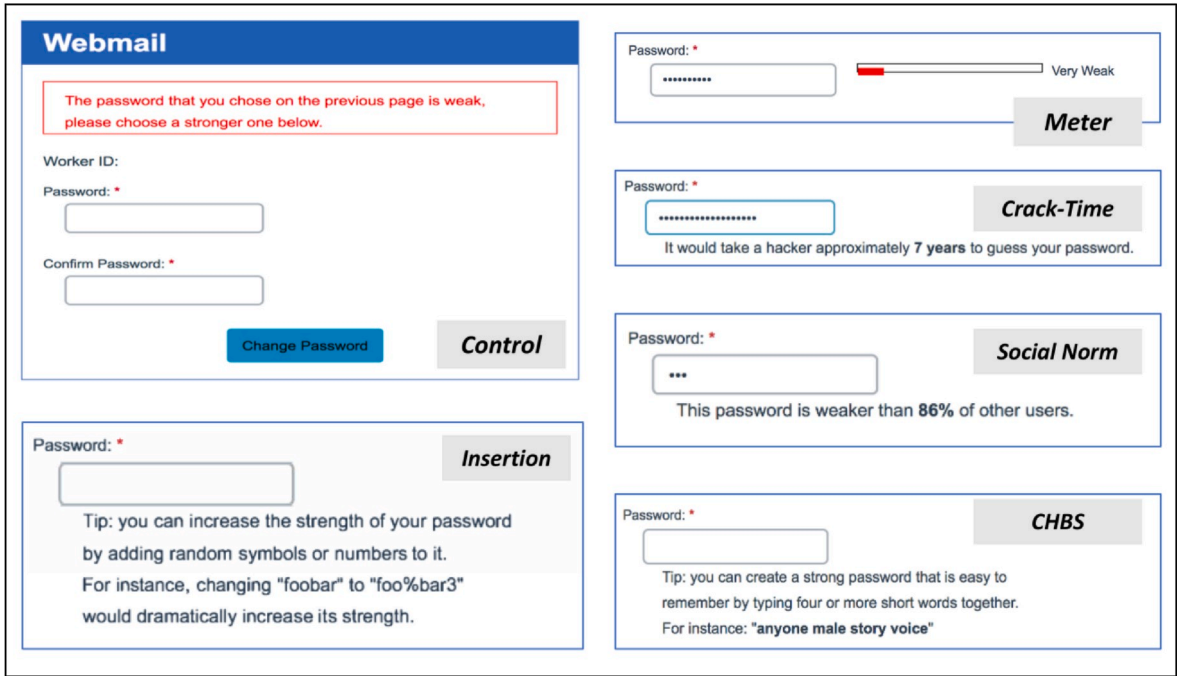 Webmail
The password that you chose on the previous page is weak,
please choose a stronger one below.
Worker ID:
Password: *
Confirm Password: *
Change Password
Control
Password: *
Insertion
Tip: you can increase the strength of your password
by adding random symbols or numbers to it.
For instance, changing "foobar" to "foo%bar3"
would dramatically increase its strength.
Password: *
••••••••••
Very Weak
Meter
Password: *
•••••••••••••••••••
Crack-Time
It would take a hacker approximately 7 years to guess your password.
Password: *
•••
Social Norm
This password is weaker than 86% of other users.
Password: *
CHBS
Tip: you can create a strong password that is easy to
remember by typing four or more short words together.
For instance: "anyone male story voice"